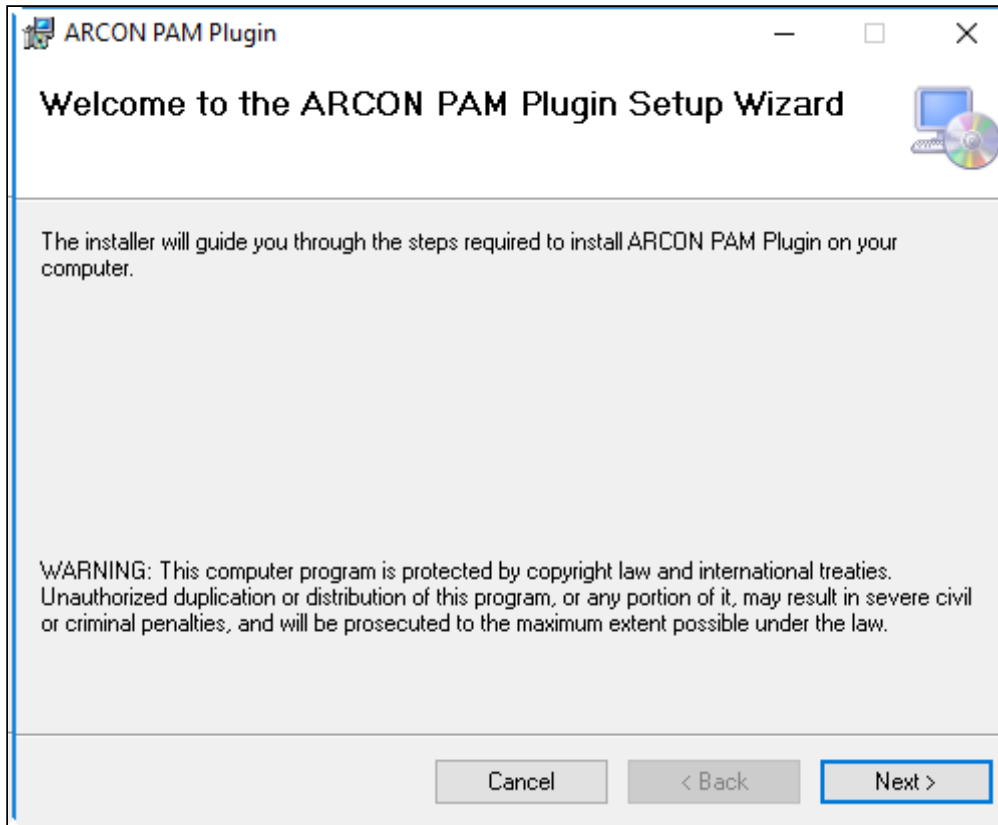 ARCON PAM Plugin
Welcome to the ARCON PAM Plugin Setup Wizard
The installer will guide you through the steps required to install ARCON PAM Plugin on your
computer.
WARNING: This computer program is protected by copyright law and international treaties.
Unauthorized duplication or distribution of this program, or any portion of it, may result in severe civil
or criminal penalties, and will be prosecuted to the maximum extent possible under the law.
Cancel
< Back
Next >